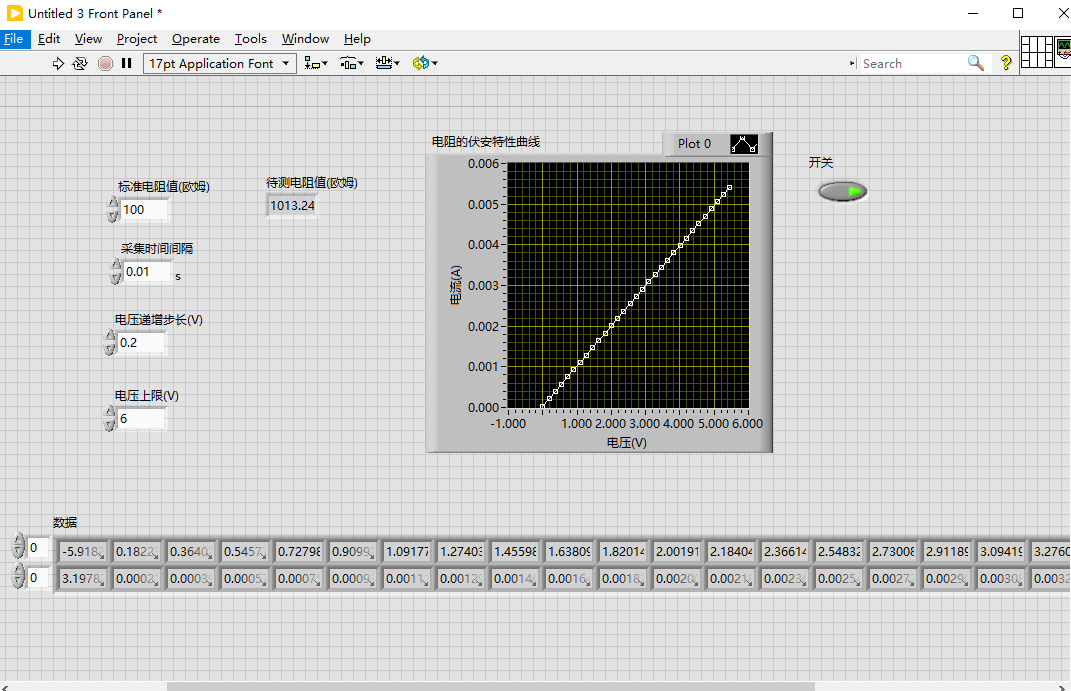 Untitled 3 Front Panel *
File Edit View Project Operate Tools Window Help
17pt Application Font Search ?
电阻的伏安特性曲线 Plot 0
开关
标准电阻值(欧姆) 待测电阻值(欧姆)
100 1013.24
采集时间间隔
0.01 s
电压递增步长(V)
0.2
电压上限(V)
6
0.006
0.005
0.004
0.003
0.002
0.001
0.000
电流(A)
-1.000 1.000 2.000 3.000 4.000 5.000 6.000
电压(V)
数据
0 -5.918 0.1822 0.3640 0.5457 0.72798 0.9099 1.09177 1.27403 1.45598 1.63809 1.82014 2.00191 2.18404 2.36614 2.54832 2.73008 2.91189 3.09419 3.2760
0 3.1978 0.0002 0.0003 0.0005 0.0007 0.0009 0.0011 0.0012 0.0014 0.0016 0.0018 0.0020 0.0021 0.0023 0.0025 0.0027 0.0029 0.0030 0.0032